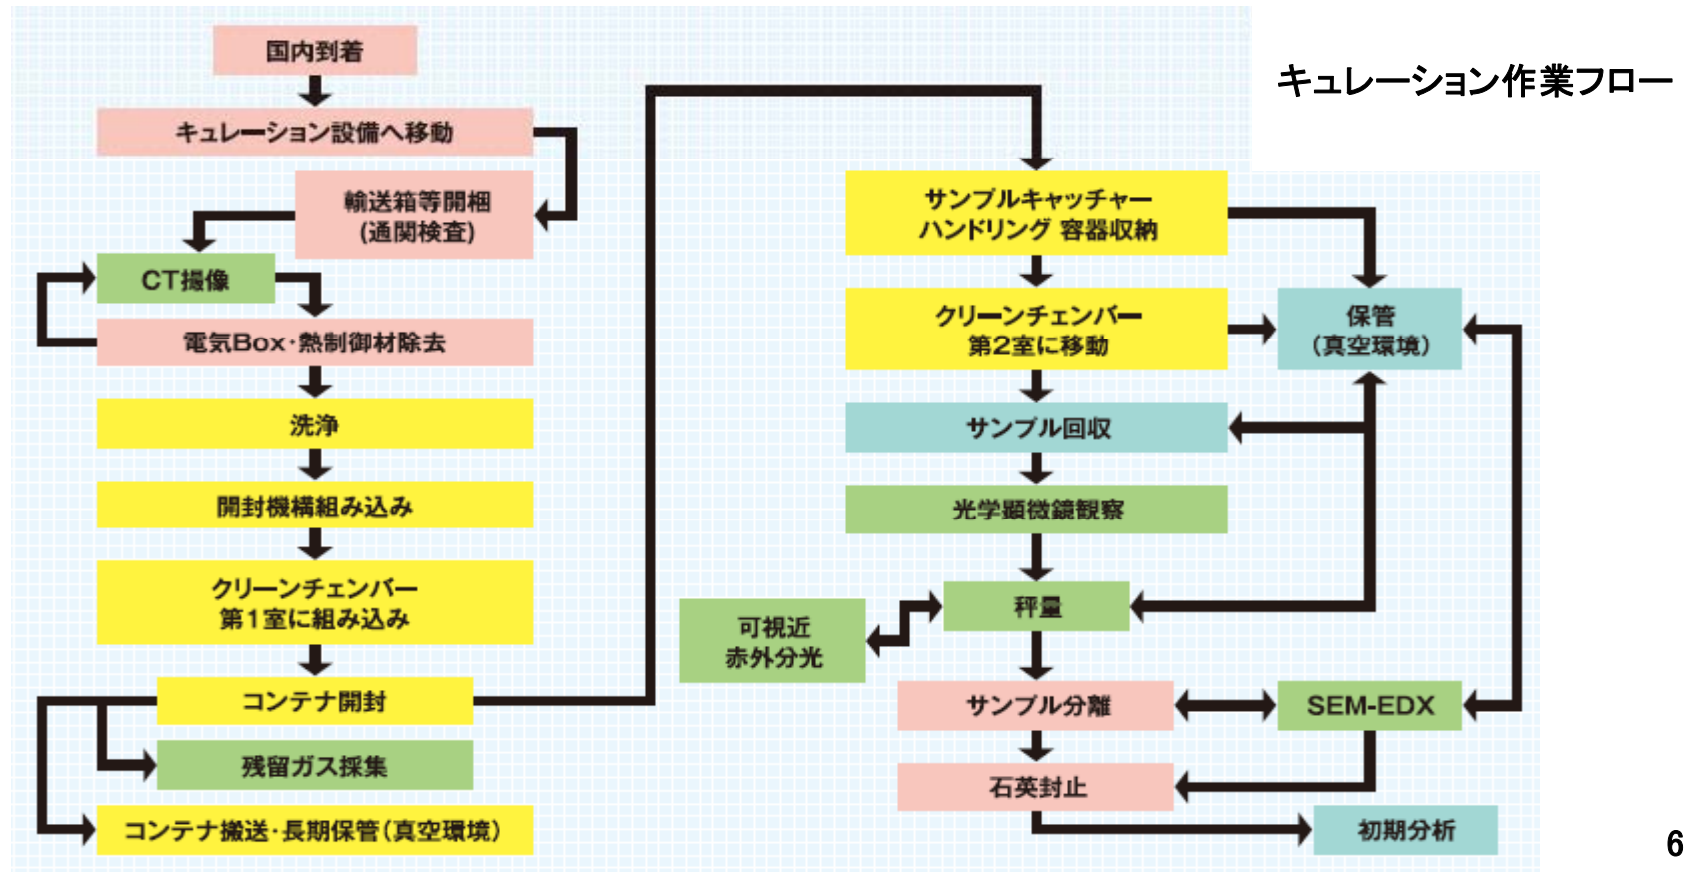 キュレーション作業フロー
国内到着
キュレーション設備へ移動
輸送箱等開梱
(通関検査)
CT撮像
電気Box・熱制御材除去
洗浄
開封機構組み込み
クリーンチェンバー
第1室に組み込み
コンテナ開封
残留ガス採集
コンテナ搬送・長期保管(真空環境)
サンプルキャッチャー
ハンドリング 容器収納
クリーンチェンバー
第2室に移動
保管
(真空環境)
サンプル回収
光学顕微鏡観察
秤量
可視近
赤外分光
サンプル分離
SEM-EDX
石英封止
初期分析
6